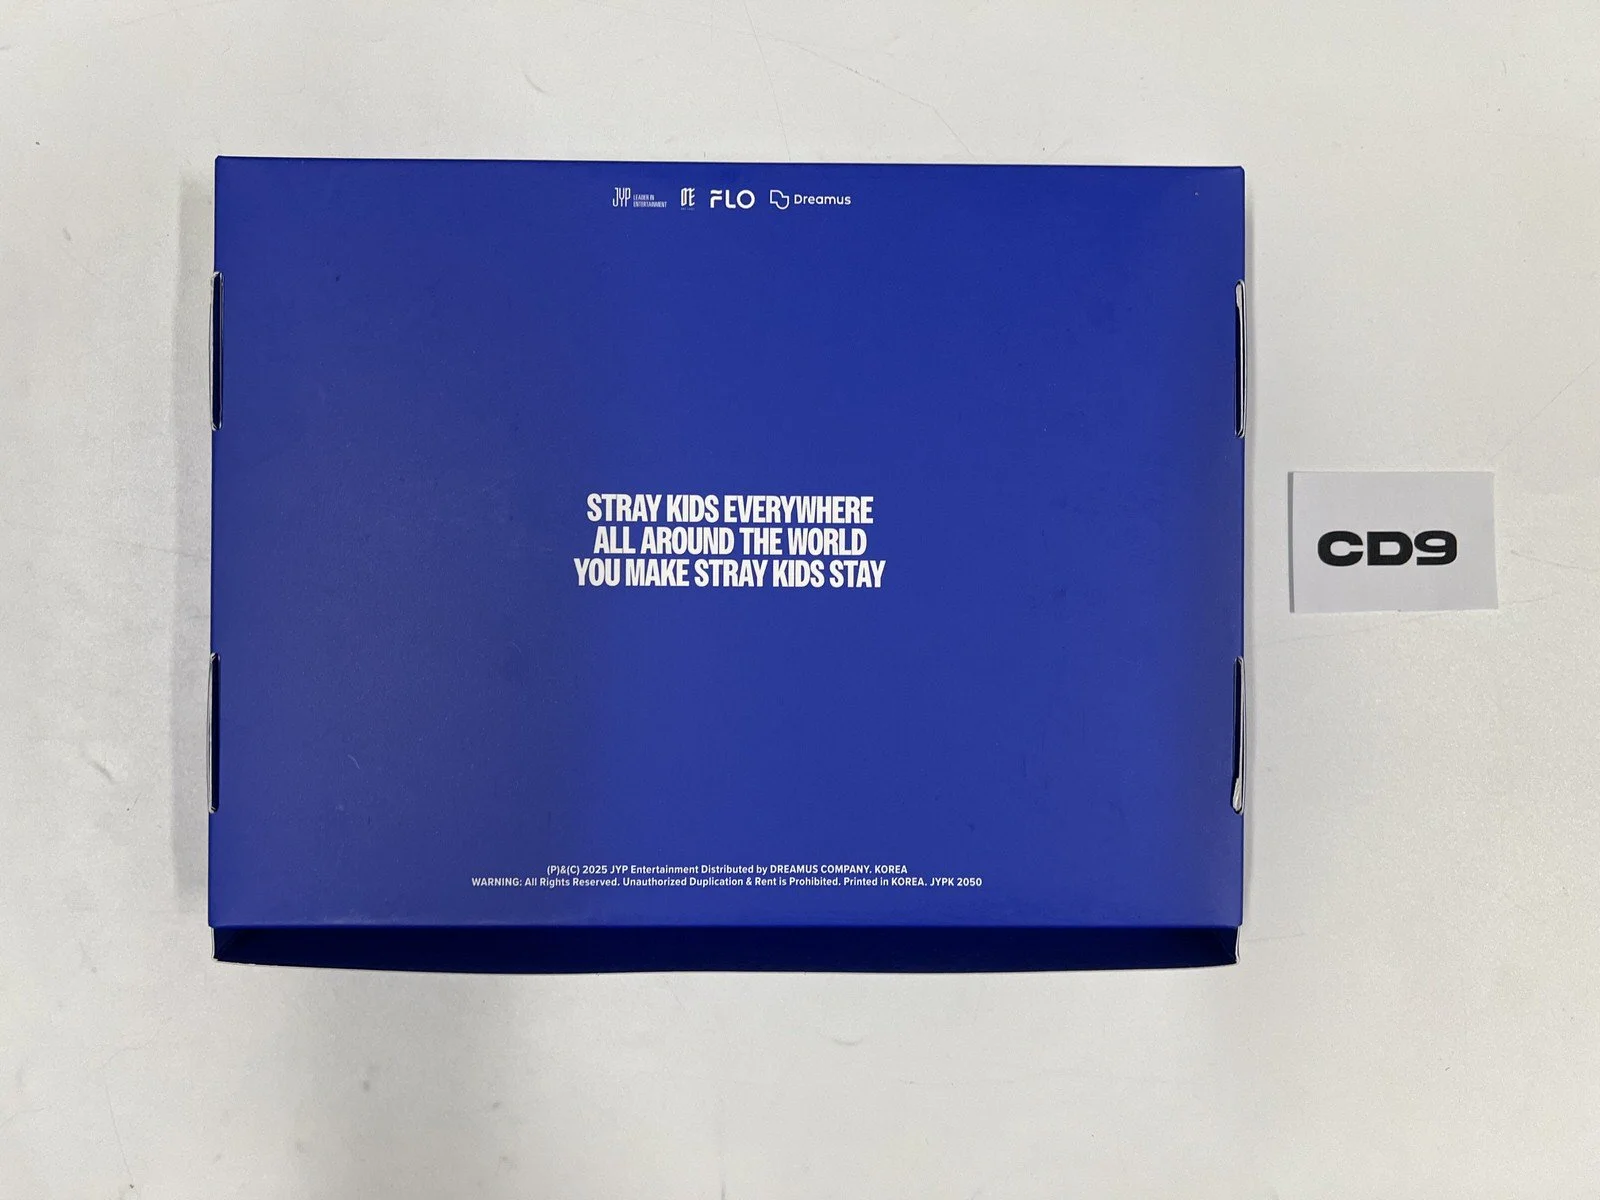 JYP LEADER IN
ENTERTAINMENT
FLO
Dreamus
STRAY KIDS EVERYWHERE
ALL AROUND THE WORLD
YOU MAKE STRAY KIDS STAY
CD9
(P)&(C) 2025 JYP Entertainment Distributed by DREAMUS COMPANY. KOREA
WARNING: All Rights Reserved. Unauthorized Duplication & Rent is Prohibited. Printed in KOREA. JYPK 2050